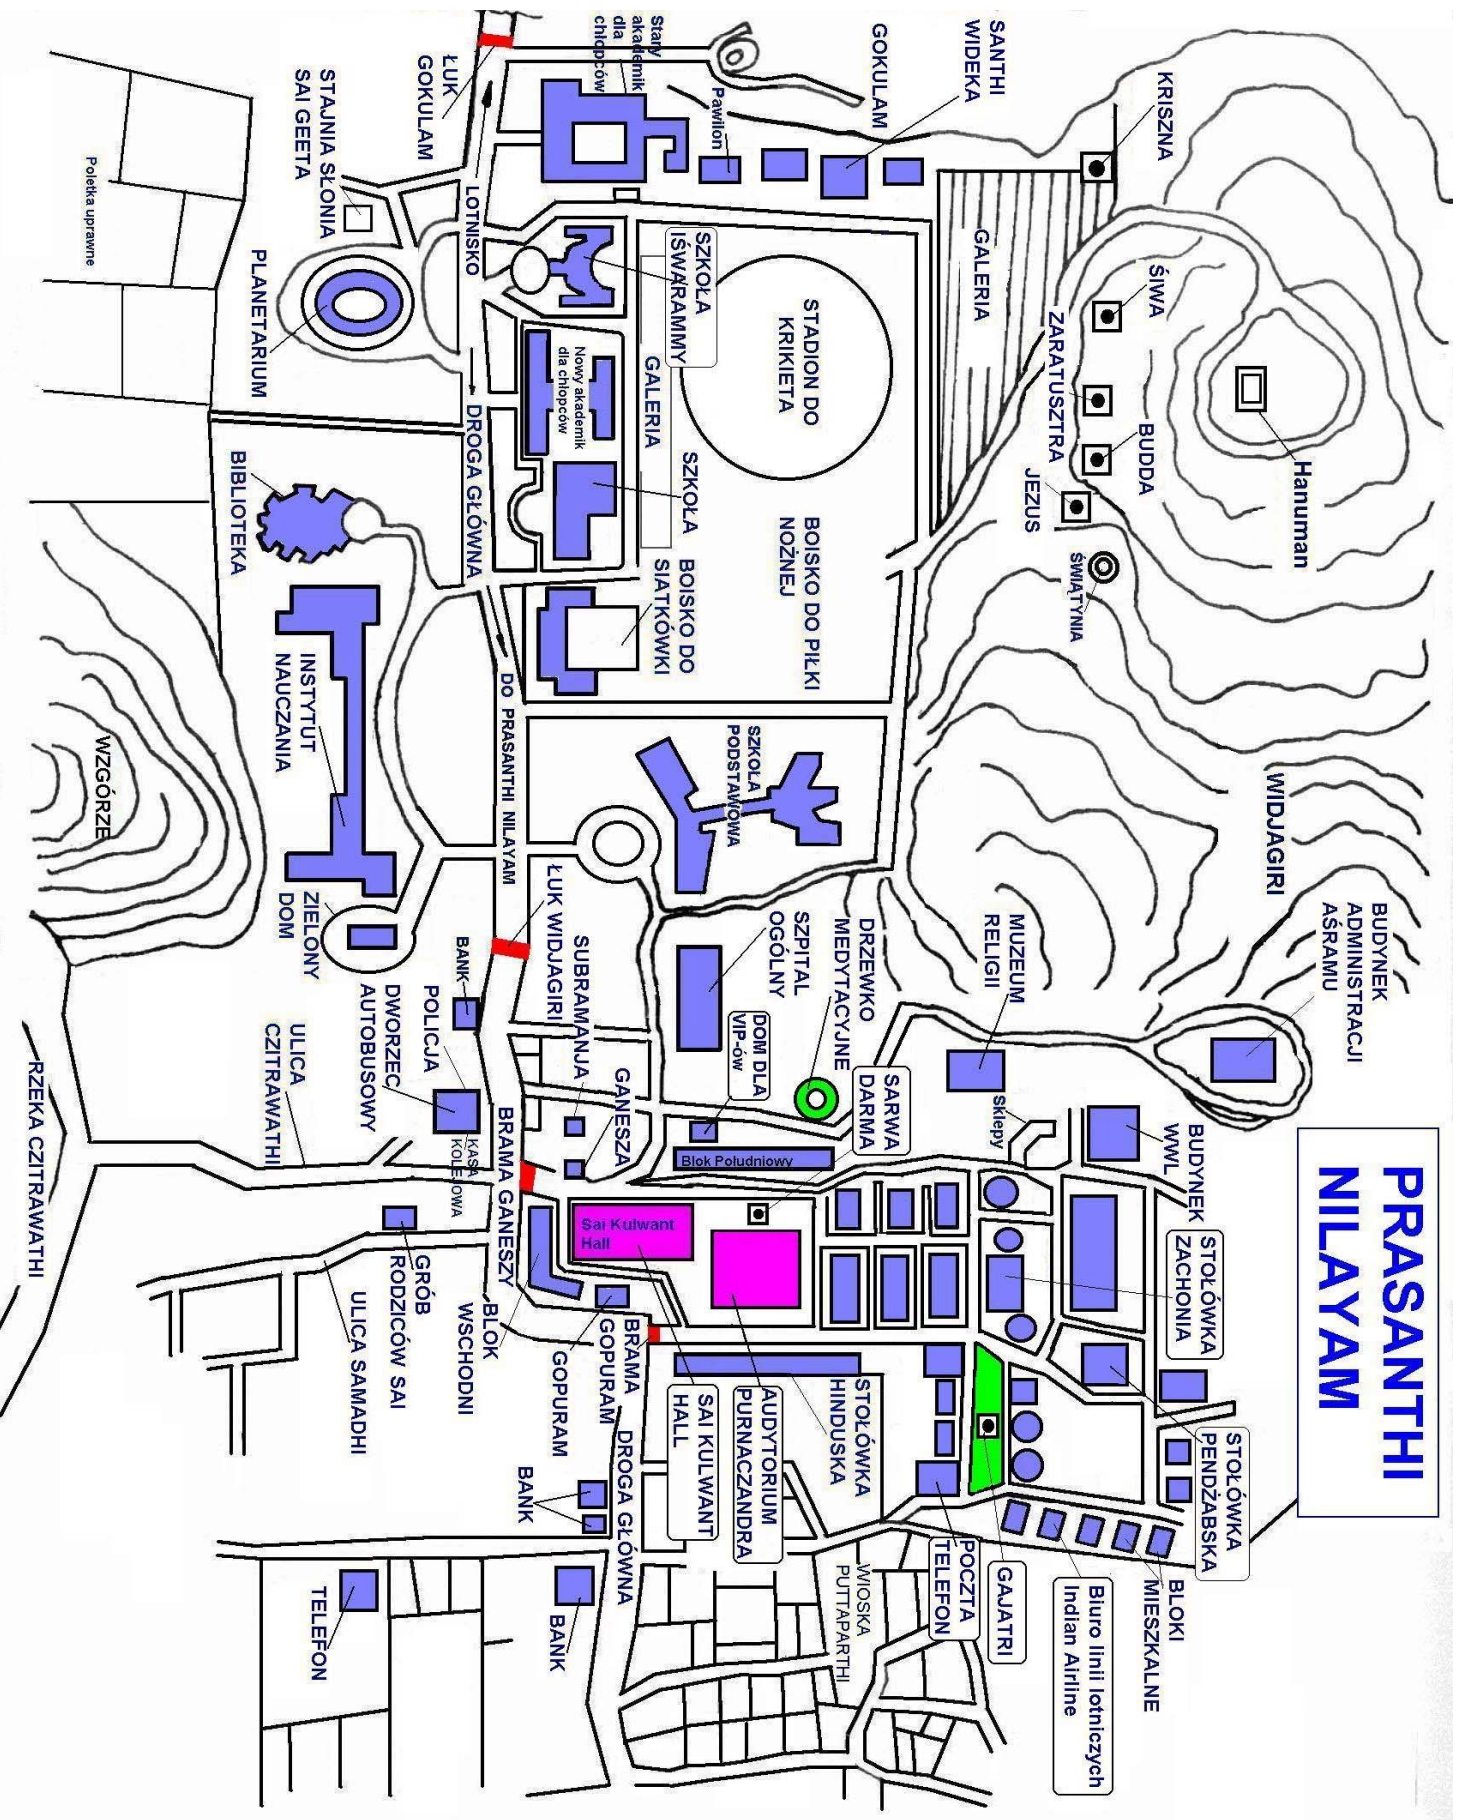 PRASANTHI
NILAYAM
SANTHI
WIDEKA
GOKULAM
KRISZNA
Stary
akademik
dla
chłopców
Pawilon
ŁUK
GOKULAM
STAJNIA SŁONIA
SAI GEETA
Poletka uprawne
LOTNISKO
PLANETARIUM
SZKOŁA
IŚWARAMMY
GALERIA
STADION DO
KRIKIETA
GALERIA
ŚIWA
ZARATUSZTRA
BUDDA
JEZUS
Hanuman
ŚWIĄTYNIA
Nowy akademik
dla chłopców
SZKOŁA
DROGA GŁÓWNA
BIBLIOTEKA
BOISKO DO PIŁKI
NOŻNEJ
BOISKO DO
SIATKÓWKI
INSTYTUT
NAUCZANIA
WZGÓRZE
DO PRASANTHI NILAYAM
SZKOŁA
PODSTAWOWA
WIDJAGIRI
BUDYNEK
ADMINISTRACJI
AŚRAMU
ZIELONY
DOM
ŁUK WIDJAGIRI
BANK
SUBRAMANJA
SZPITAL
OGÓLNY
DRZEWKO
MEDYTACYJNE
MUZEUM
RELIGII
DOM DLA
VIP-ów
POLICJA
DWORZEC
AUTOBUSOWY
ULICA
CZITRAWATHI
RZEKA CZITRAWATHI
GANESZA
SARWA
DARMA
Sklepy
BUDYNEK
WWL
Blok Południowy
BRAMA GANESZY
KASA
KOLEJOWA
Sai Kulwant
Hall
STOŁÓWKA
ZACHONIA
GRÓB
RODZICÓW SAI
ULICA SAMADHI
BLOK
WSCHODNI
BRAMA
GOPURAM
GOPURAM
SAI KULWANT
HALL
AUDYTORIUM
PURNACZANDRA
STOŁÓWKA
HINDUSKA
STOŁÓWKA
PENDŻABSKA
BANK
DROGA GŁÓWNA
POCZTA
TELEFON
GAJATRI
BLOKI
MIESZKALNE
Biuro linii lotniczych
Indian Airline
WIOSKA
PUTTAPARTHI
TELEFON
BANK